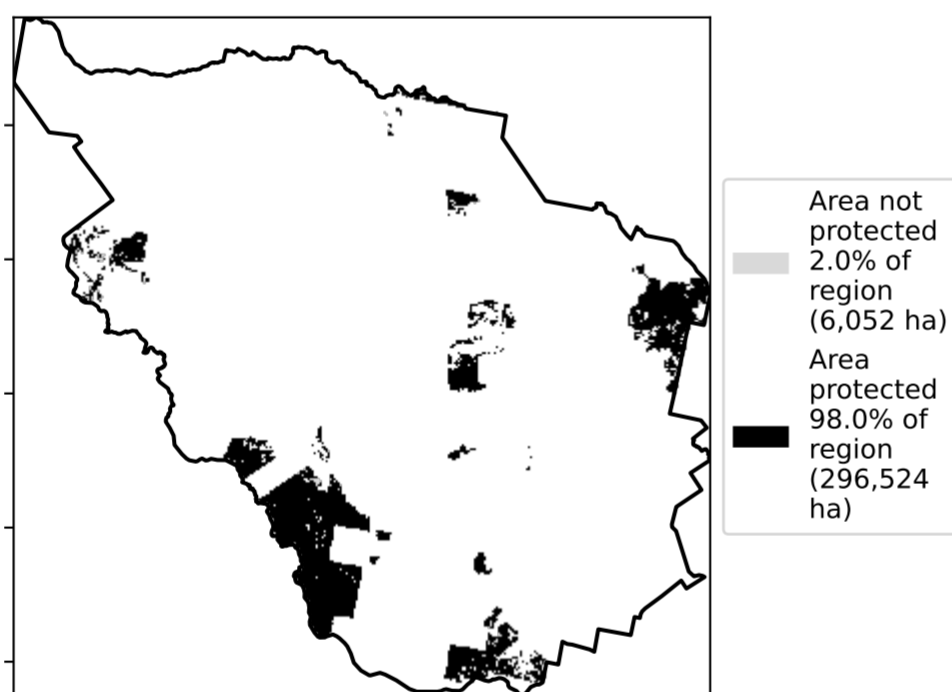 Area not
protected
2.0% of
region
(6,052 ha)
Area
protected
98.0% of
region
(296,524
ha)